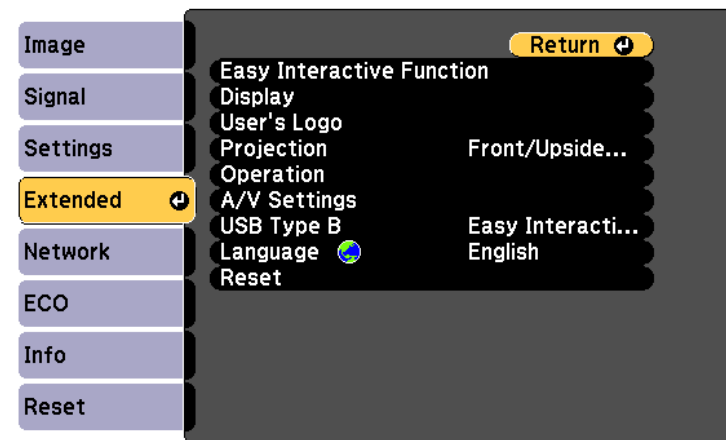 Image
Signal
Settings
Extended
Network
ECO
Info
Reset
Return
Easy Interactive Function
Display
User's Logo
Projection Front/Upside...
Operation
A/V Settings
USB Type B Easy Interacti...
Language English
Reset